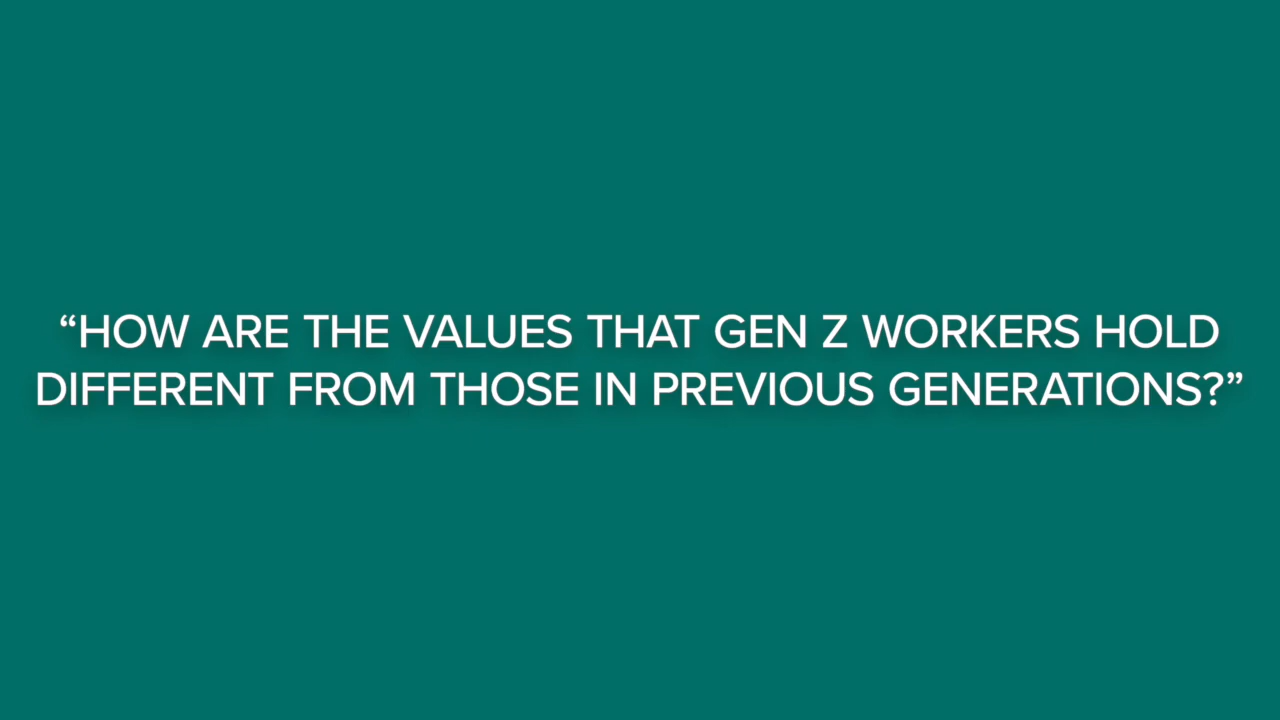 “HOW ARE THE VALUES THAT GEN Z WORKERS HOLD
DIFFERENT FROM THOSE IN PREVIOUS GENERATIONS?”